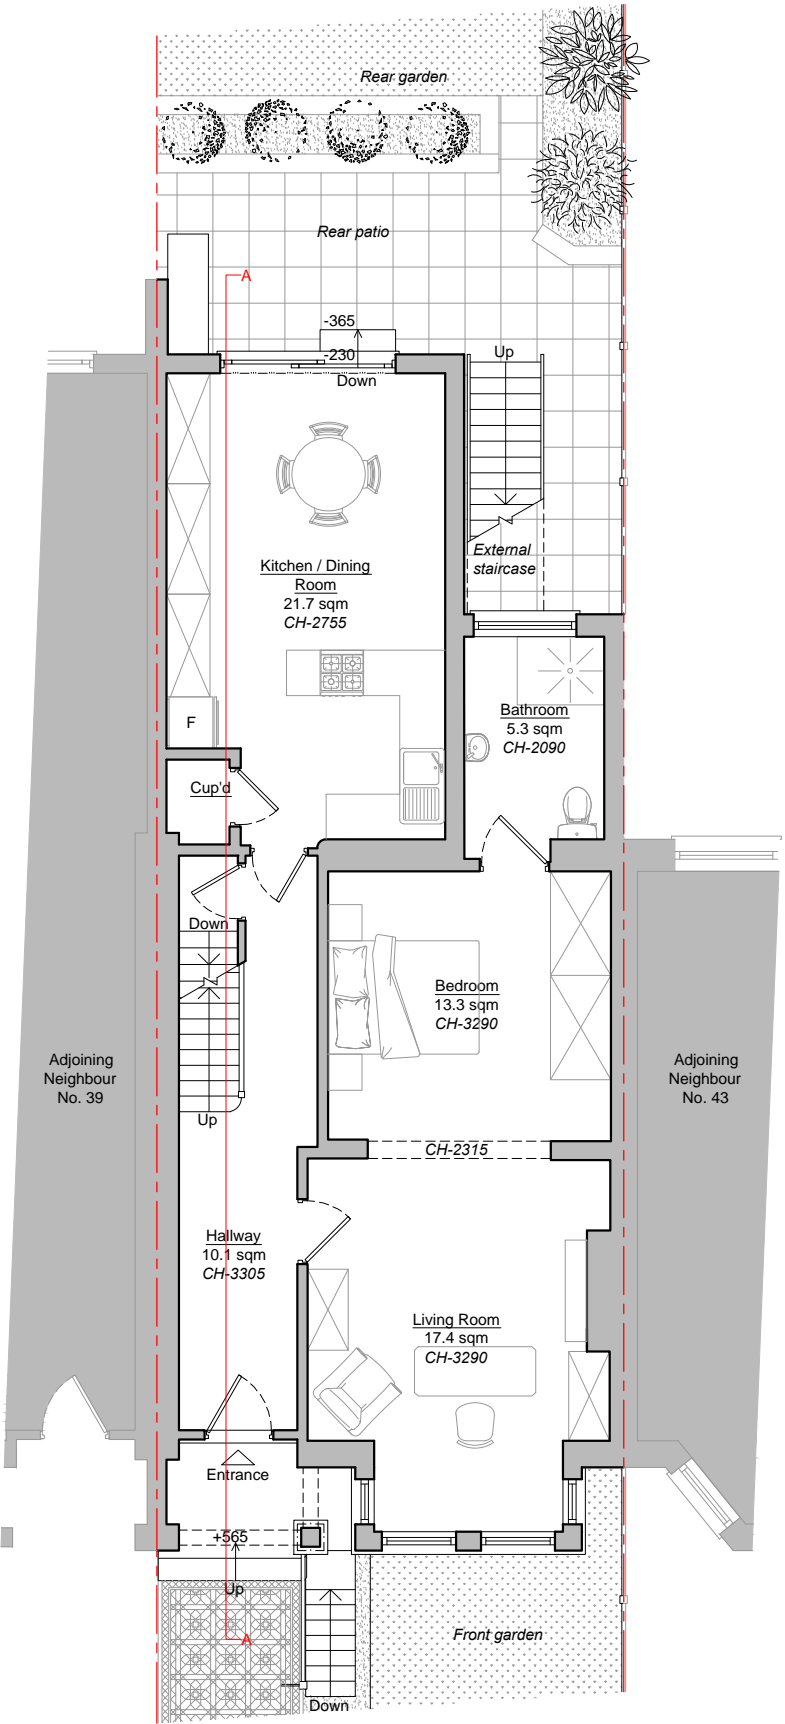 Rear garden
Rear patio
A
-365
-230
Down
Up
External
staircase
Kitchen / Dining
Room
21.7 sqm
CH-2755
F
Bathroom
5.3 sqm
CH-2090
Cup'd
Down
Bedroom
13.3 sqm
CH-3290
Adjoining
Neighbour
No. 39
Adjoining
Neighbour
No. 43
Up
CH-2315
Hallway
10.1 sqm
CH-3305
Living Room
17.4 sqm
CH-3290
Entrance
+565
Up
A
Front garden
Down